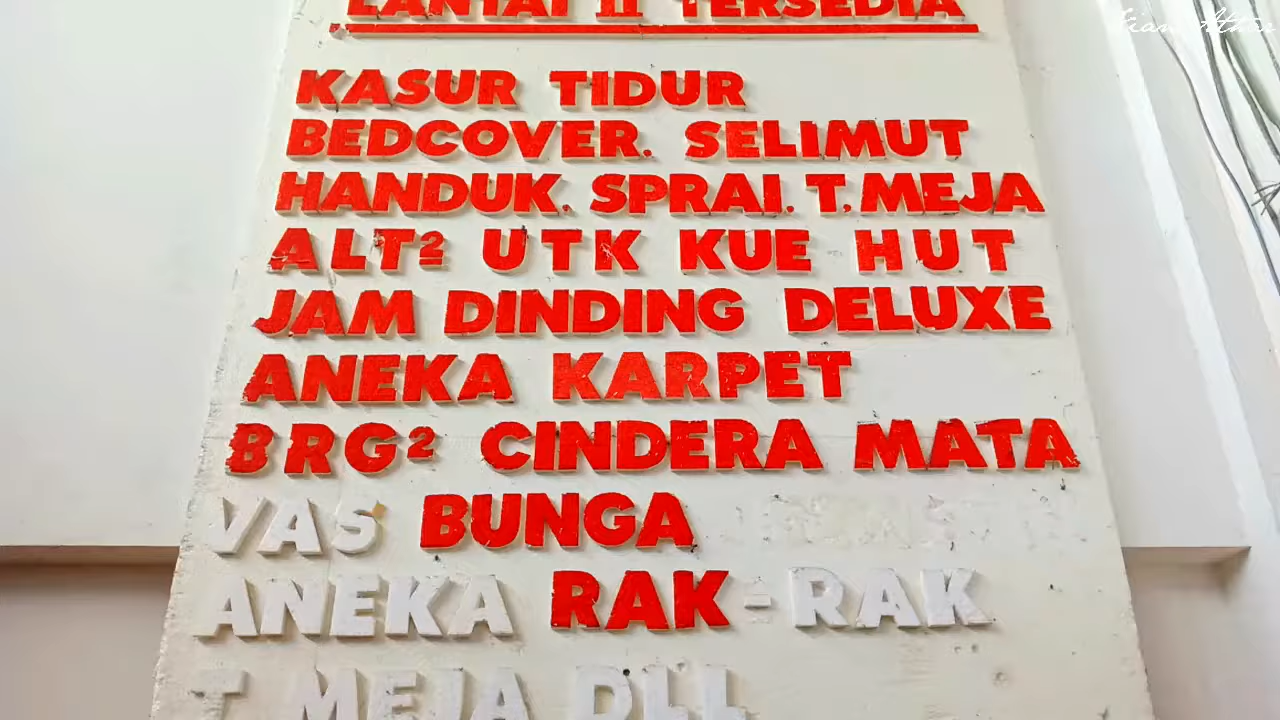 LANTAI II TERSEDIA
KASUR TIDUR
BEDCOVER. SELIMUT
HANDUK. SPRAI. T. MEJA
ALT² UTK KUE HUT
JAM DINDING DELUXE
ANEKA KARPET
BRG² CINDERA MATA
VAS BUNGA
ANEKA RAK-RAK
T MEJA DLL